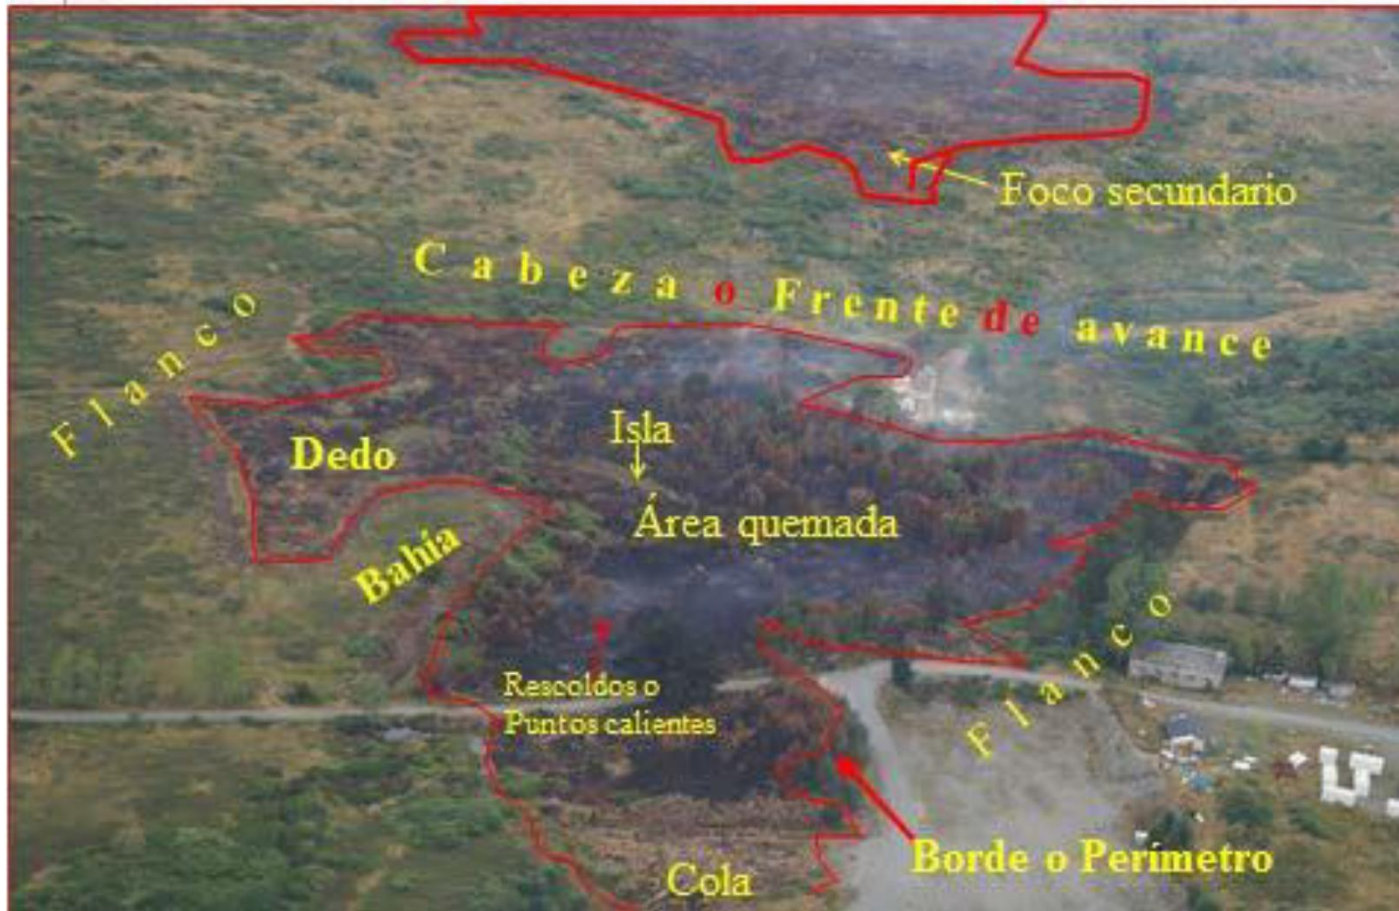 Foco secundario
Cabeza o Frente de avance
Flanco
Isla
Dedo
Área quemada
Bahía
Flanco
Rescoldos o
Puntos calientes
Borde o Perímetro
Cola